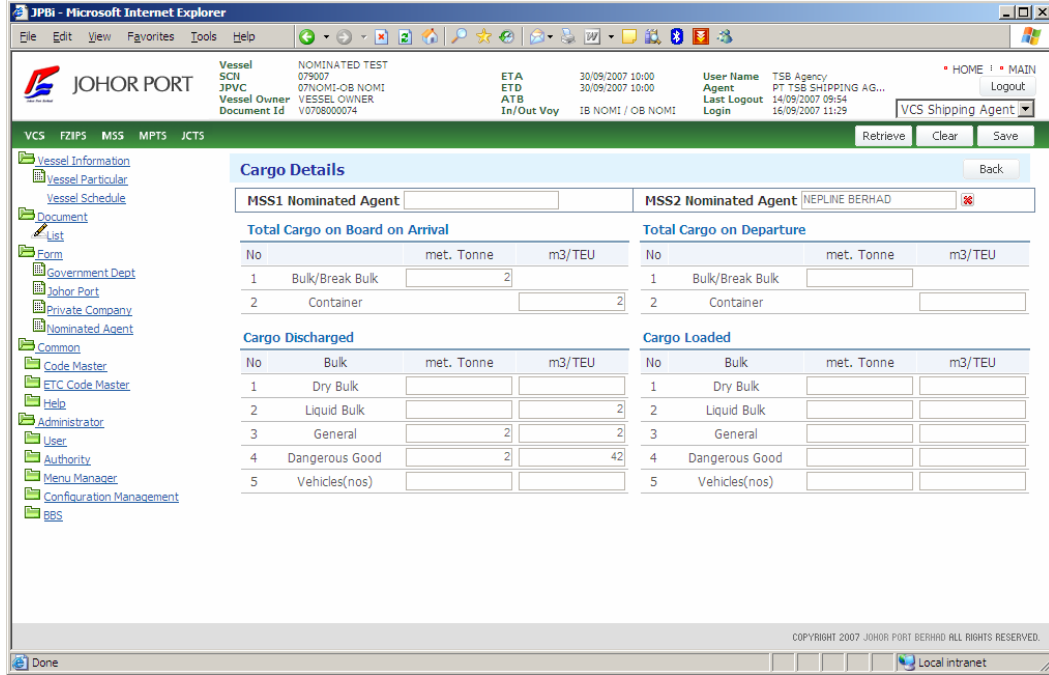 JPBi - Microsoft Internet Explorer
File Edit View Favorites Tools Help
JOHOR PORT
Vessel NOMINATED TEST
SCN 079007 ETA 30/09/2007 10:00 User Name TSB Agency
JPVC 07NOMI-OB NOMI ETD 30/09/2007 10:00 Agent PT TSB SHIPPING AG...
Vessel Owner VESSEL OWNER ATB Last Logout 14/09/2007 09:54
Document Id V0708000074 In/Out Voy IB NOMI / OB NOMI Login 16/09/2007 11:29
HOME MAIN
Logout
VCS Shipping Agent
VCS FZIPS MSS MPTS JCTS Retrieve Clear Save
Vessel Information
Vessel Particular
Vessel Schedule
Document
List
Form
Government Dept
Johor Port
Private Company
Nominated Agent
Common
Code Master
ETC Code Master
Help
Administrator
User
Authority
Menu Manager
Configuration Management
BBS
Cargo Details Back
MSS1 Nominated Agent MSS2 Nominated Agent NEPLINE BERHAD
Total Cargo on Board on Arrival
No met. Tonne m3/TEU
1 Bulk/Break Bulk 2
2 Container 2
Total Cargo on Departure
No met. Tonne m3/TEU
1 Bulk/Break Bulk
2 Container
Cargo Discharged
No Bulk met. Tonne m3/TEU
1 Dry Bulk
2 Liquid Bulk 2
3 General 2 2
4 Dangerous Good 2 42
5 Vehicles(nos)
Cargo Loaded
No Bulk met. Tonne m3/TEU
1 Dry Bulk
2 Liquid Bulk
3 General
4 Dangerous Good
5 Vehicles(nos)
COPYRIGHT 2007 JOHOR PORT BERHAD ALL RIGHTS RESERVED.
Done Local intranet